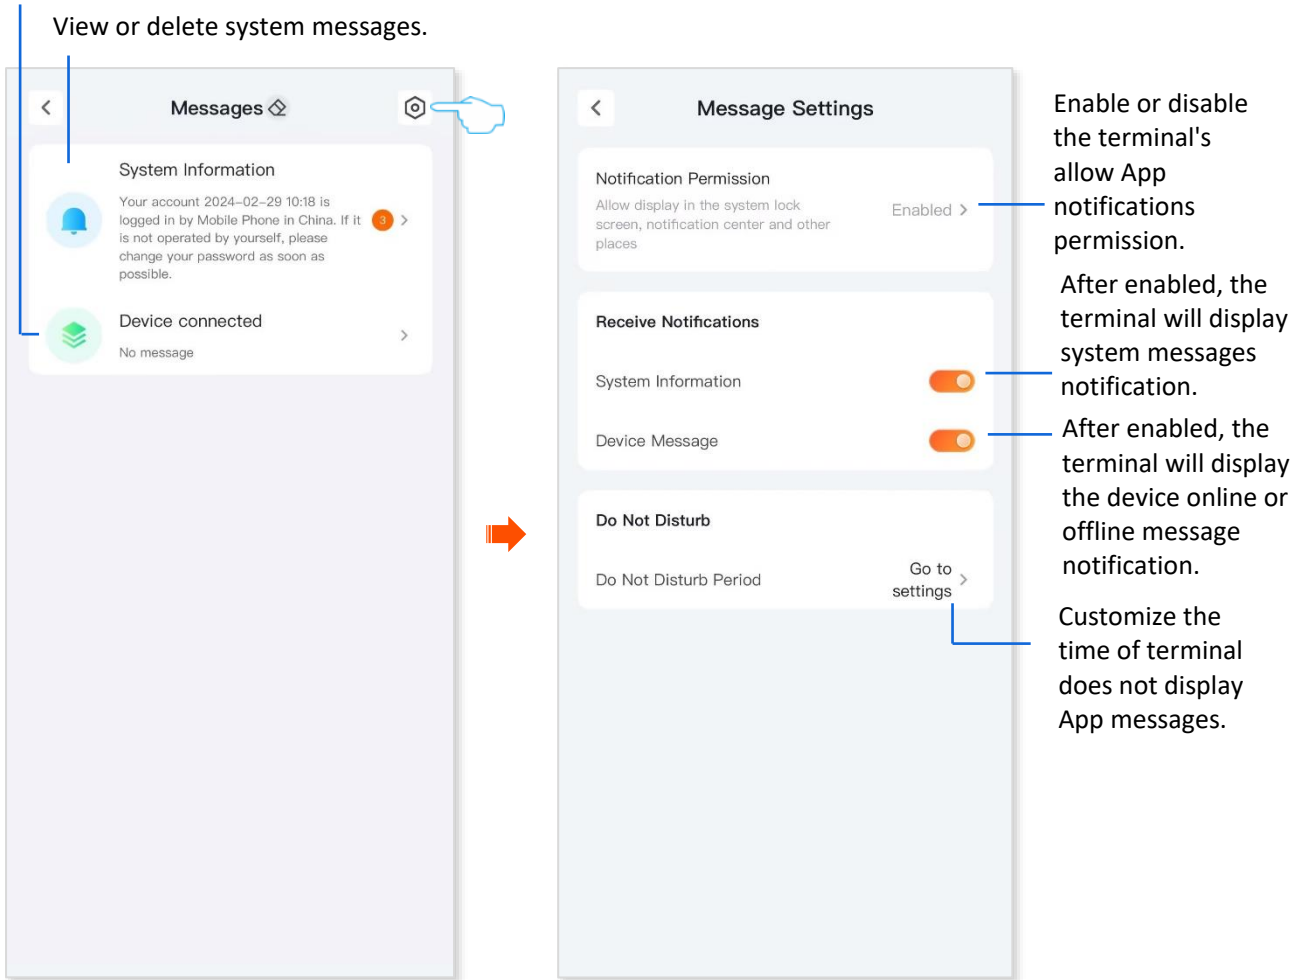 View or delete system messages.
Messages
System Information
Your account 2024-02-29 10:18 is
logged in by Mobile Phone in China. If it
is not operated by yourself, please
change your password as soon as
possible.
3
Device connected
No message
Message Settings
Notification Permission
Allow display in the system lock
screen, notification center and other
places
Enabled
Receive Notifications
System Information
Device Message
Do Not Disturb
Do Not Disturb Period
Go to
settings
Enable or disable
the terminal's
allow App
notifications
permission.
After enabled, the
terminal will display
system messages
notification.
After enabled, the
terminal will display
the device online or
offline message
notification.
Customize the
time of terminal
does not display
App messages.